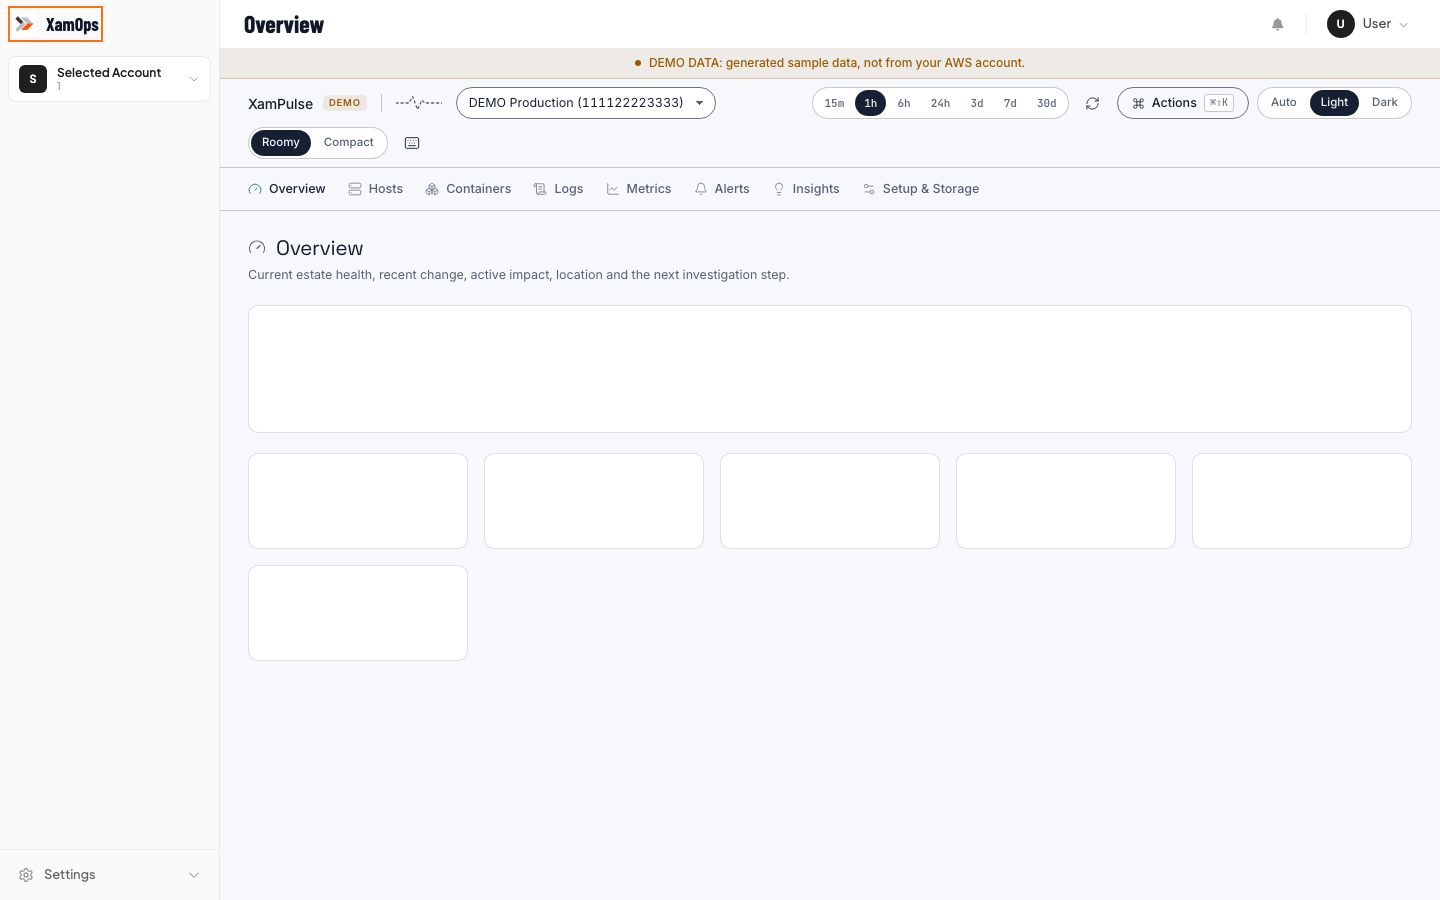 XamOps
Overview
U
User
S
Selected Account
1
DEMO DATA: generated sample data, not from your AWS account.
XamPulse
DEMO
DEMO Production (111122223333)
15m 1h 6h 24h 3d 7d 30d
Actions ⌘⇧K
Auto Light Dark
Roomy Compact
Overview Hosts Containers Logs Metrics Alerts Insights Setup & Storage
Overview
Current estate health, recent change, active impact, location and the next investigation step.
Settings